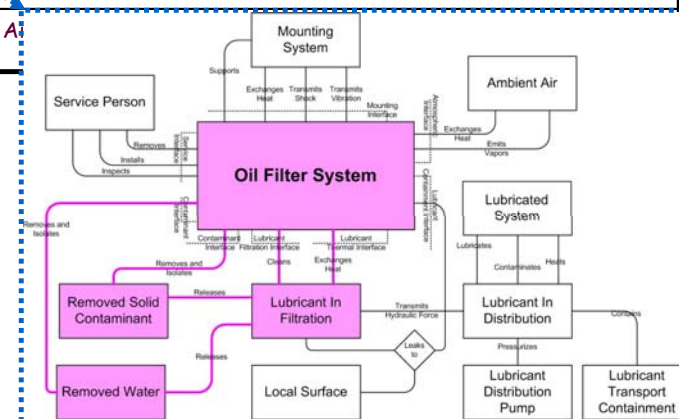 A
Mounting
System
Supports
Exchanges
Heat
Transmits
Shock
Transmits
Vibration
Mounting
Interface
Ambient Air
Service Person
Atmospheric
Interface
Exchanges
Heat
Emits
Vapors
Removes
Installs
Inspects
Service
Interface
Oil Filter System
Contaminant
Interface
Lubricant
Containment Interface
Lubricated
System
Removes and
Isolates
Contaminant
Interface
Lubricant
Filtration Interface
Lubricant
Thermal Interface
Lubricates
Contaminates
Heats
Removes and
Isolates
Cleans
Exchanges
Heat
Removed Solid
Contaminant
Releases
Lubricant In
Filtration
Transmits
Hydraulic Force
Lubricant In
Distribution
Contains
Releases
Leaks
to
Pressurizes
Removed Water
Local Surface
Lubricant
Distribution
Pump
Lubricant
Transport
Containment